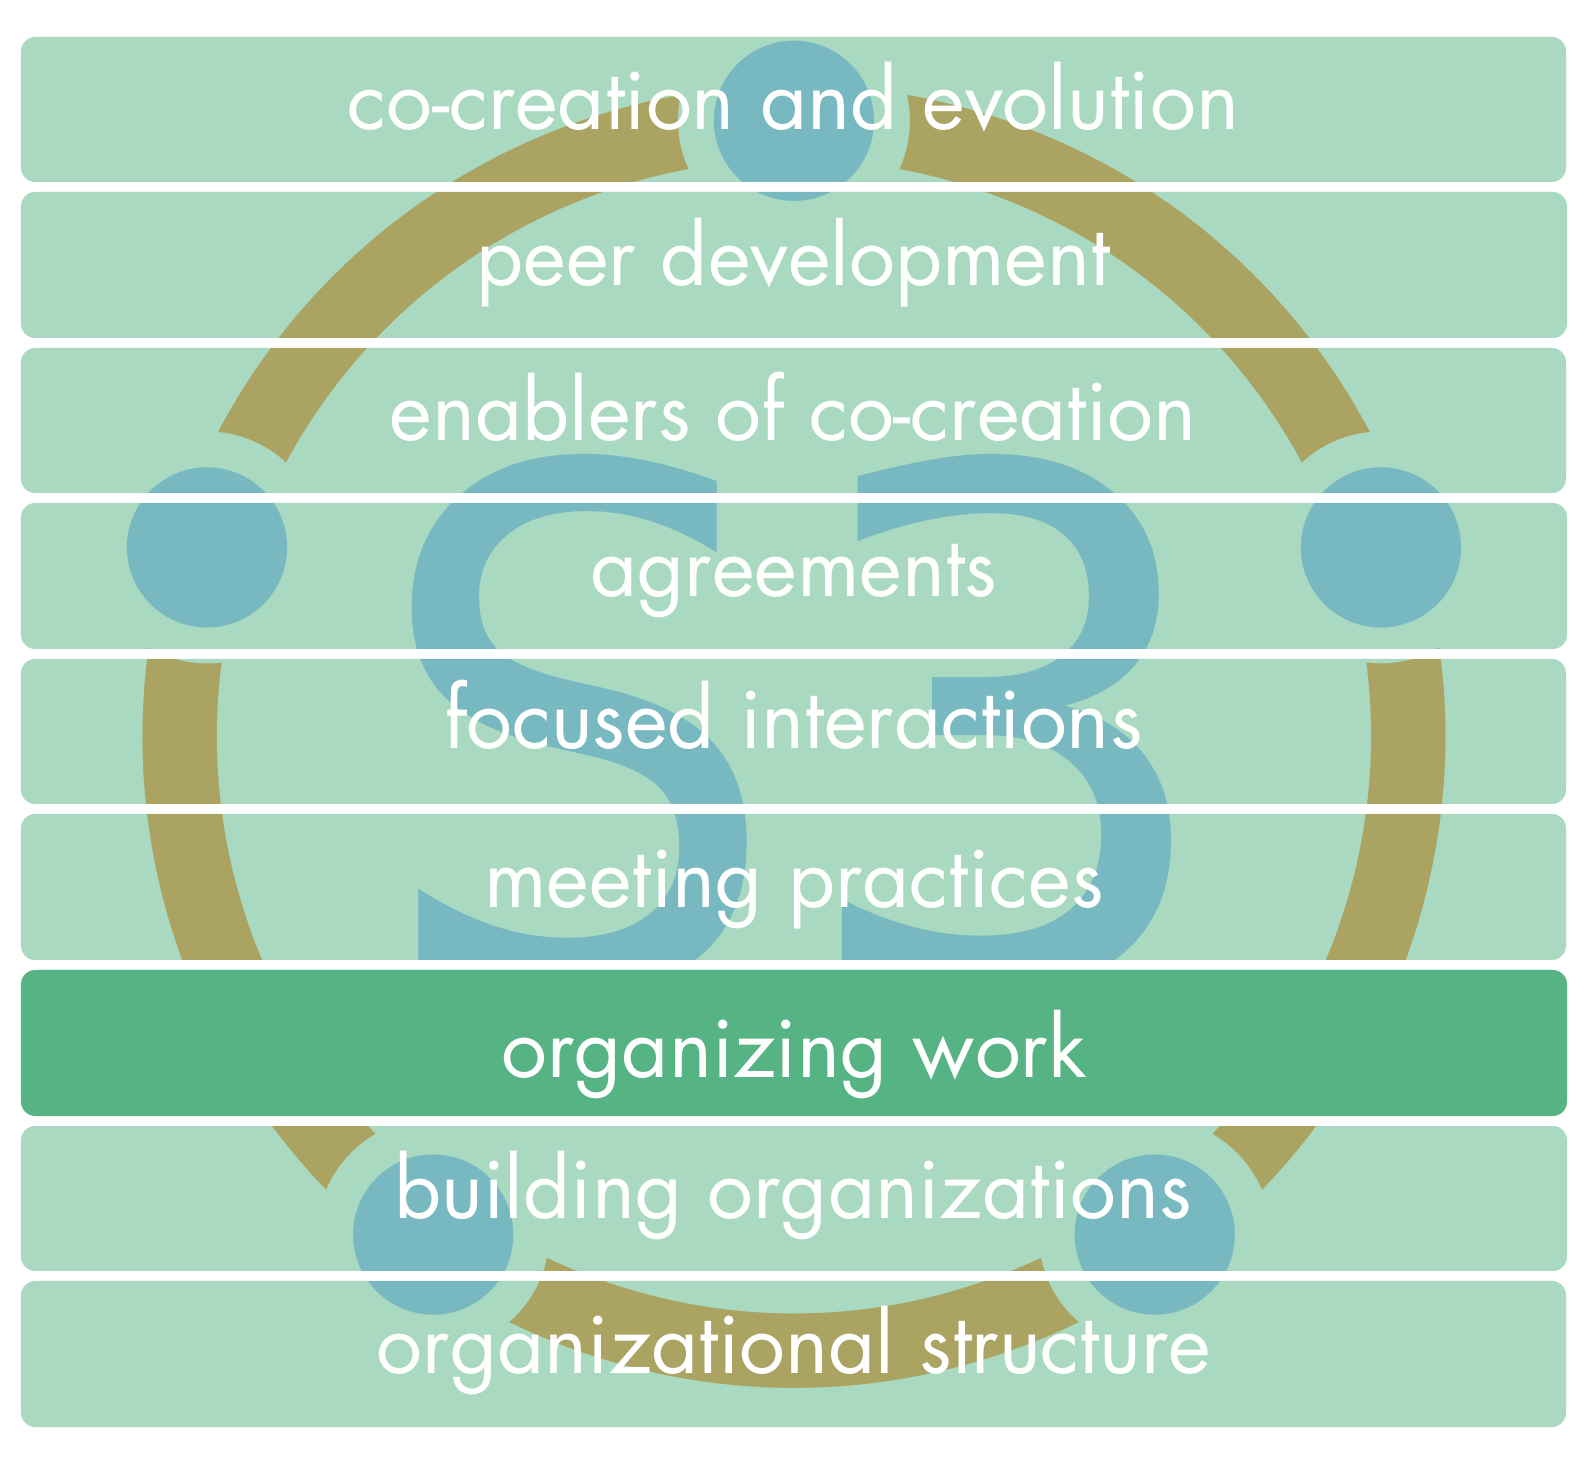 co-creation and evolution
peer development
enablers of co-creation
S3
agreements
focused interactions
meeting practices
organizing work
building organizations
organizational structure